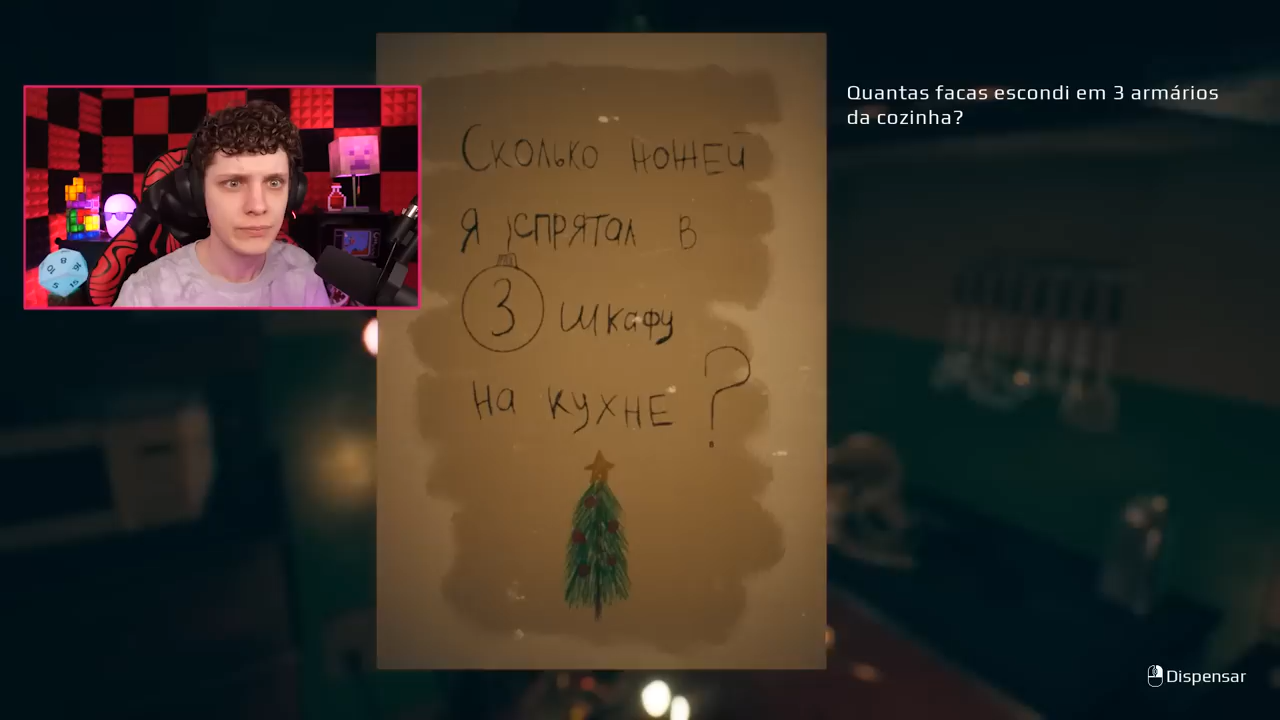 Сколько ножей
я спрятал в
3 шкафу
на кухне?
Quantas facas escondi em 3 armários
da cozinha?
Dispensar